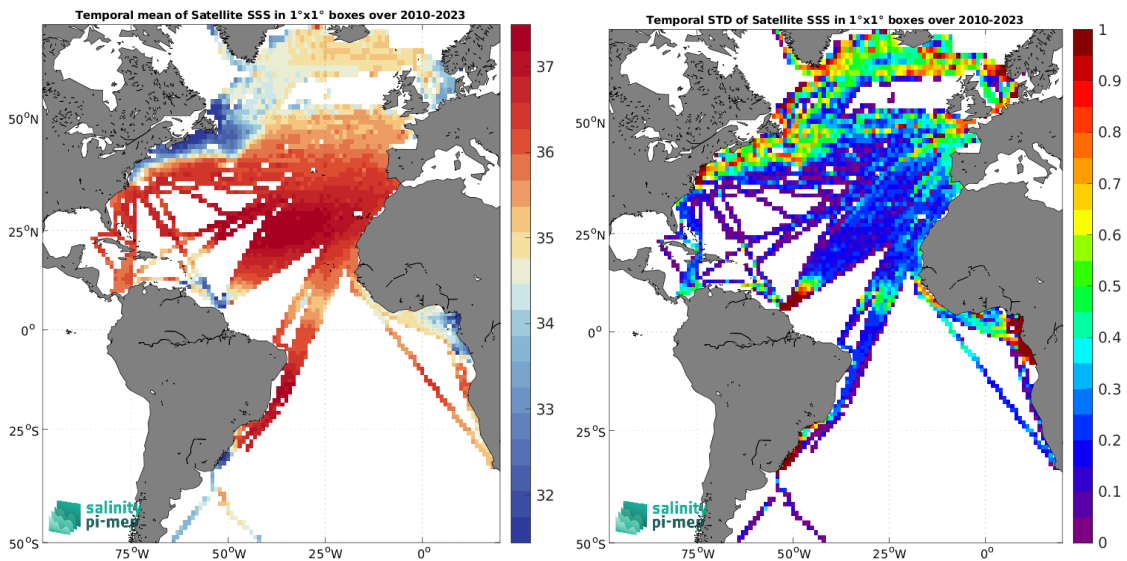 Temporal mean of Satellite SSS in 1°x1° boxes over 2010-2023
50°N
25°N
0°
25°S
50°S
75°W
50°W
25°W
0°
37
36
35
34
33
32
salinity
pi-mep
Temporal STD of Satellite SSS in 1°x1° boxes over 2010-2023
50°N
25°N
0°
25°S
50°S
75°W
50°W
25°W
0°
1
0.9
0.8
0.7
0.6
0.5
0.4
0.3
0.2
0.1
0
salinity
pi-mep